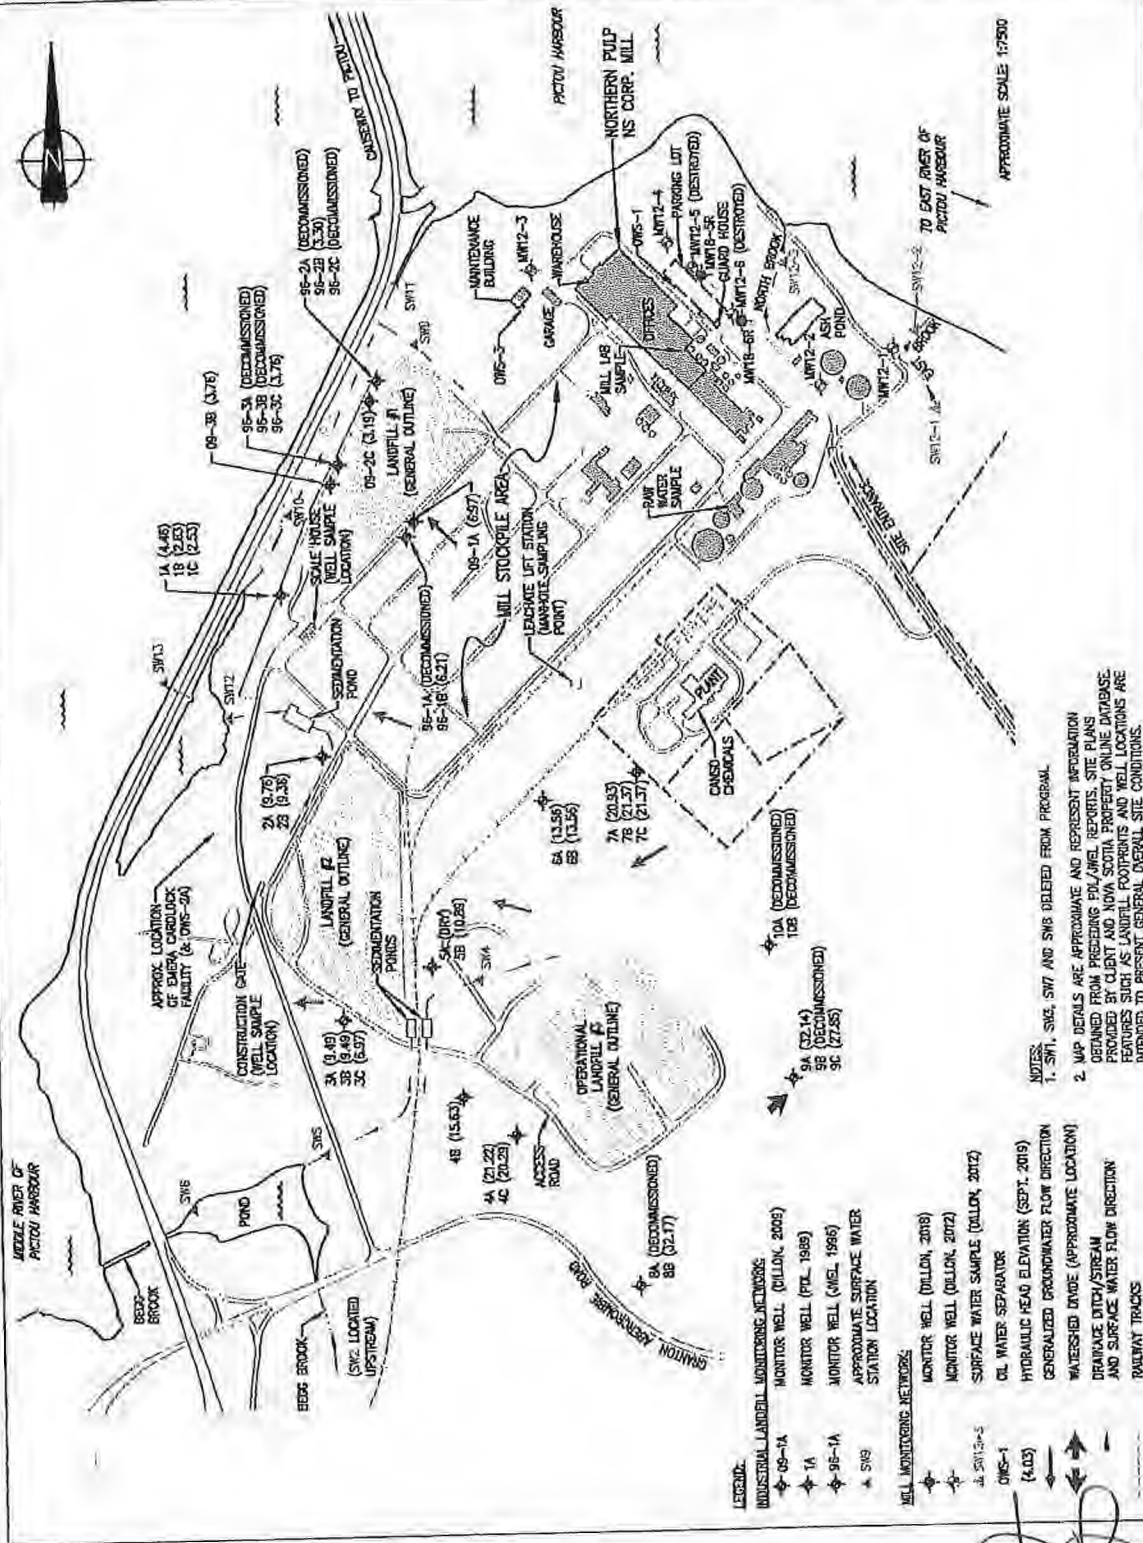 MIDDLE RIVER OF
PICTOU HARBOUR
BEGG
BROOK
BEGG BROOK
(SW2 LOCATED
UPSTREAM)
POND
SW6
SW5
APPROX. LOCATION
OF EMERA CARDLOCK
FACILITY (& OWS-2A)
CONSTRUCTION GATE
(WELL SAMPLE
LOCATION)
SW13
SW12
1A (4.46)
1B (2.63)
1C (2.53)
09-3B (3.76)
96-3A (DECOMMISSIONED)
96-3B (DECOMMISSIONED)
96-3C (3.76)
96-2A (DECOMMISSIONED)
96-2B (3.30)
96-2C (DECOMMISSIONED)
CAUSEWAY TO PICTOU
N
PICTOU HARBOUR
SW10
SCALE HOUSE
(WELL SAMPLE
LOCATION)
SEDIMENTATION
POND
2A (9.76)
2B (9.36)
09-2C (3.19)
LANDFILL #1
(GENERAL OUTLINE)
SW11
SW9
MAINTENANCE
BUILDING
MW12-3
OWS-2
GARAGE
WAREHOUSE
NORTHERN PULP
NS CORP. MILL
OWS-1
MW12-4
PARKING LOT
MW12-5 (DESTROYED)
MW18-5R
GUARD HOUSE
MW12-6 (DESTROYED)
MW18-6R
NORTH BROOK
OFFICES
MILL LAB
SAMPLE
ASH
POND
MW12-2
MW12-1
EAST BROOK
SW12-1
SW12-2
SW12-3
TO EAST RIVER OF
PICTOU HARBOUR
APPROXIMATE SCALE 1:7500
LANDFILL #2
(GENERAL OUTLINE)
SEDIMENTATION
PONDS
3A (9.49)
3B (9.49)
3C (6.97)
5A (DRY)
5B (10.89)
SW4
96-1A (DECOMMISSIONED)
96-1B (6.21)
09-1A (6.97)
MILL STOCKPILE AREA
LEACHATE LIFT STATION
(MANHOLE SAMPLING
POINT)
RAW
WATER
SAMPLE
SITE ENTRANCE
6A (13.56)
6B (13.56)
7A (20.93)
7B (21.37)
7C (21.37)
PLANT
CANSO
CHEMICALS
4B (15.63)
4A (21.22)
4C (20.29)
ACCESS
ROAD
OPERATIONAL
LANDFILL #3
(GENERAL OUTLINE)
8A (DECOMMISSIONED)
8B (32.17)
GRANTON ABERCROMBIE ROAD
10A (DECOMMISSIONED)
10B (DECOMMISSIONED)
9A (32.14)
9B (DECOMMISSIONED)
9C (27.85)
LEGEND:
INDUSTRIAL LANDFILL MONITORING NETWORK:
09-1A MONITOR WELL (DILLON, 2009)
1A MONITOR WELL (PDL, 1989)
96-1A MONITOR WELL (JWEL, 1996)
SW9 APPROXIMATE SURFACE WATER
STATION LOCATION
MILL MONITORING NETWORK:
MONITOR WELL (DILLON, 2018)
MONITOR WELL (DILLON, 2012)
SURFACE WATER SAMPLE (DILLON, 2012)
OWS-1 OIL WATER SEPARATOR
(4.03) HYDRAULIC HEAD ELEVATION (SEPT. 2019)
GENERALIZED GROUNDWATER FLOW DIRECTION
WATERSHED DIVIDE (APPROXIMATE LOCATION)
DRAINAGE DITCH/STREAM
AND SURFACE WATER FLOW DIRECTION
RAILWAY TRACKS
NOTES:
1. SW1, SW3, SW7 AND SW8 DELETED FROM PROGRAM.
2. MAP DETAILS ARE APPROXIMATE AND REPRESENT INFORMATION
OBTAINED FROM PRECEDING PDL/JWEL REPORTS, SITE PLANS
PROVIDED BY CLIENT AND NOVA SCOTIA PROPERTY ONLINE DATABASE.
FEATURES SUCH AS LANDFILL FOOTPRINTS AND WELL LOCATIONS ARE
INTENDED TO PRESENT GENERAL OVERALL SITE CONDITIONS.